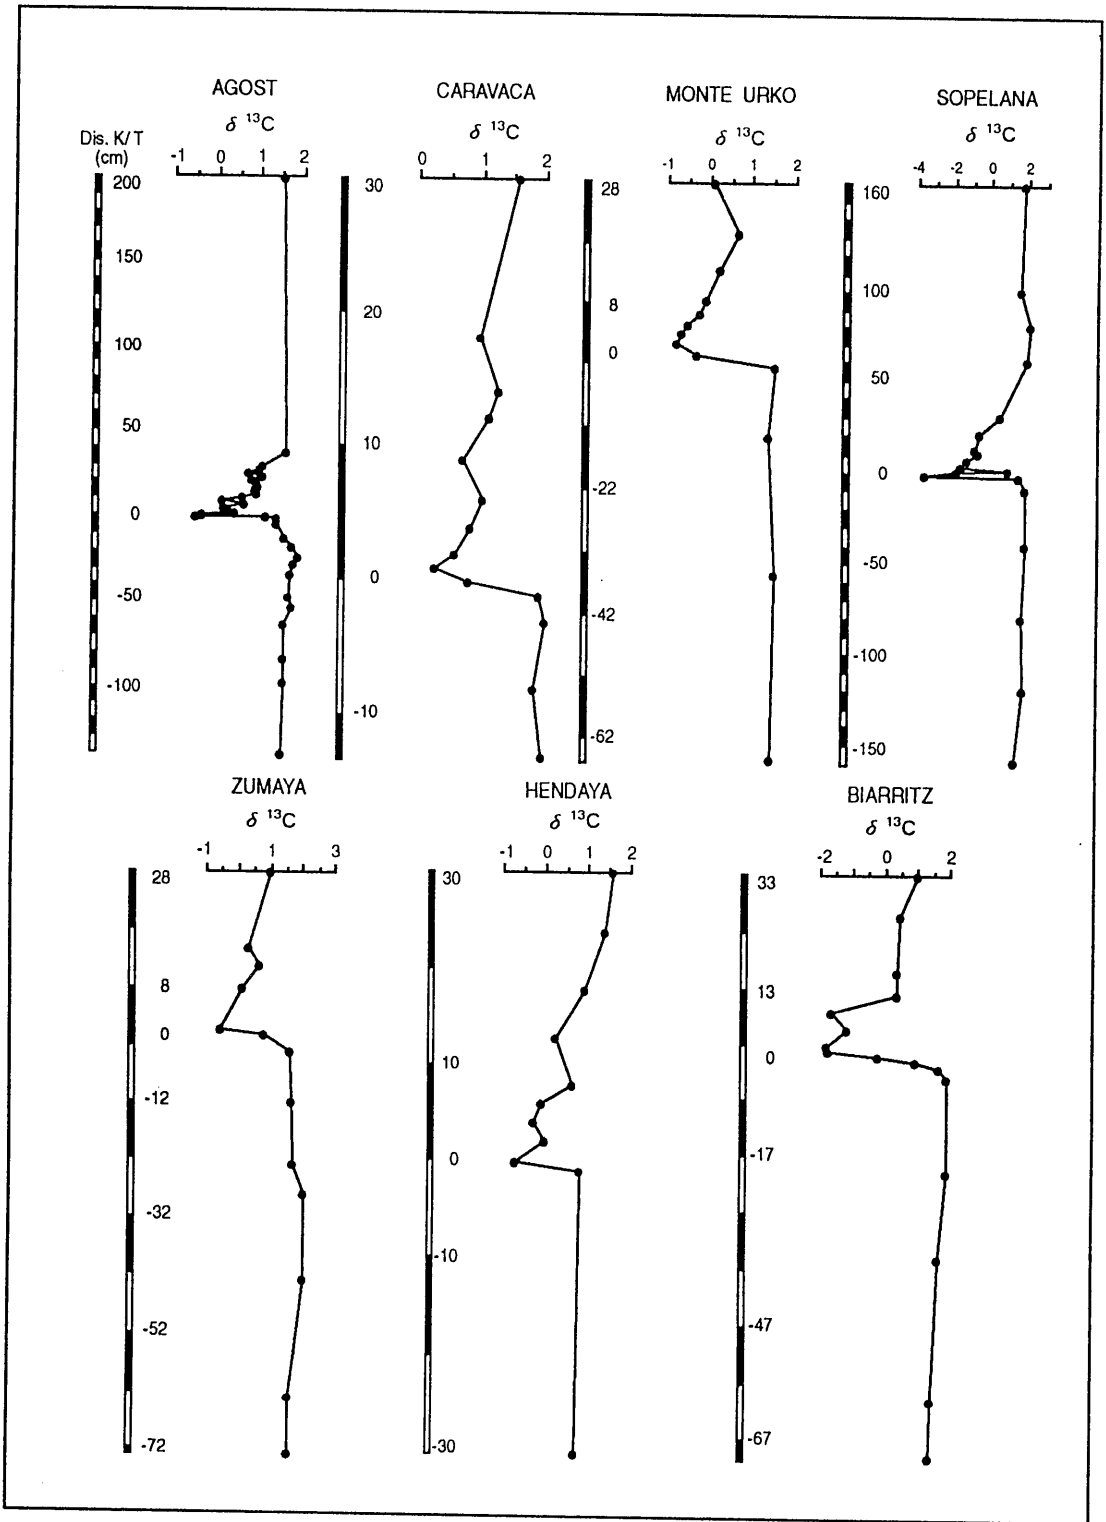 AGOST
δ ¹³C
Dis. K/T
(cm)
-1 0 1 2
200
150
100
50
0
-50
-100
CARAVACA
δ ¹³C
0 1 2
30
20
10
0
-10
MONTE URKO
δ ¹³C
-1 0 1 2
28
8
0
-22
-42
-62
SOPELANA
δ ¹³C
-4 -2 0 2
160
100
50
0
-50
-100
-150
ZUMAYA
δ ¹³C
-1 1 3
28
8
0
-12
-32
-52
-72
HENDAYA
δ ¹³C
-1 0 1 2
30
10
0
-10
-30
BIARRITZ
δ ¹³C
-2 0 2
33
13
0
-17
-47
-67